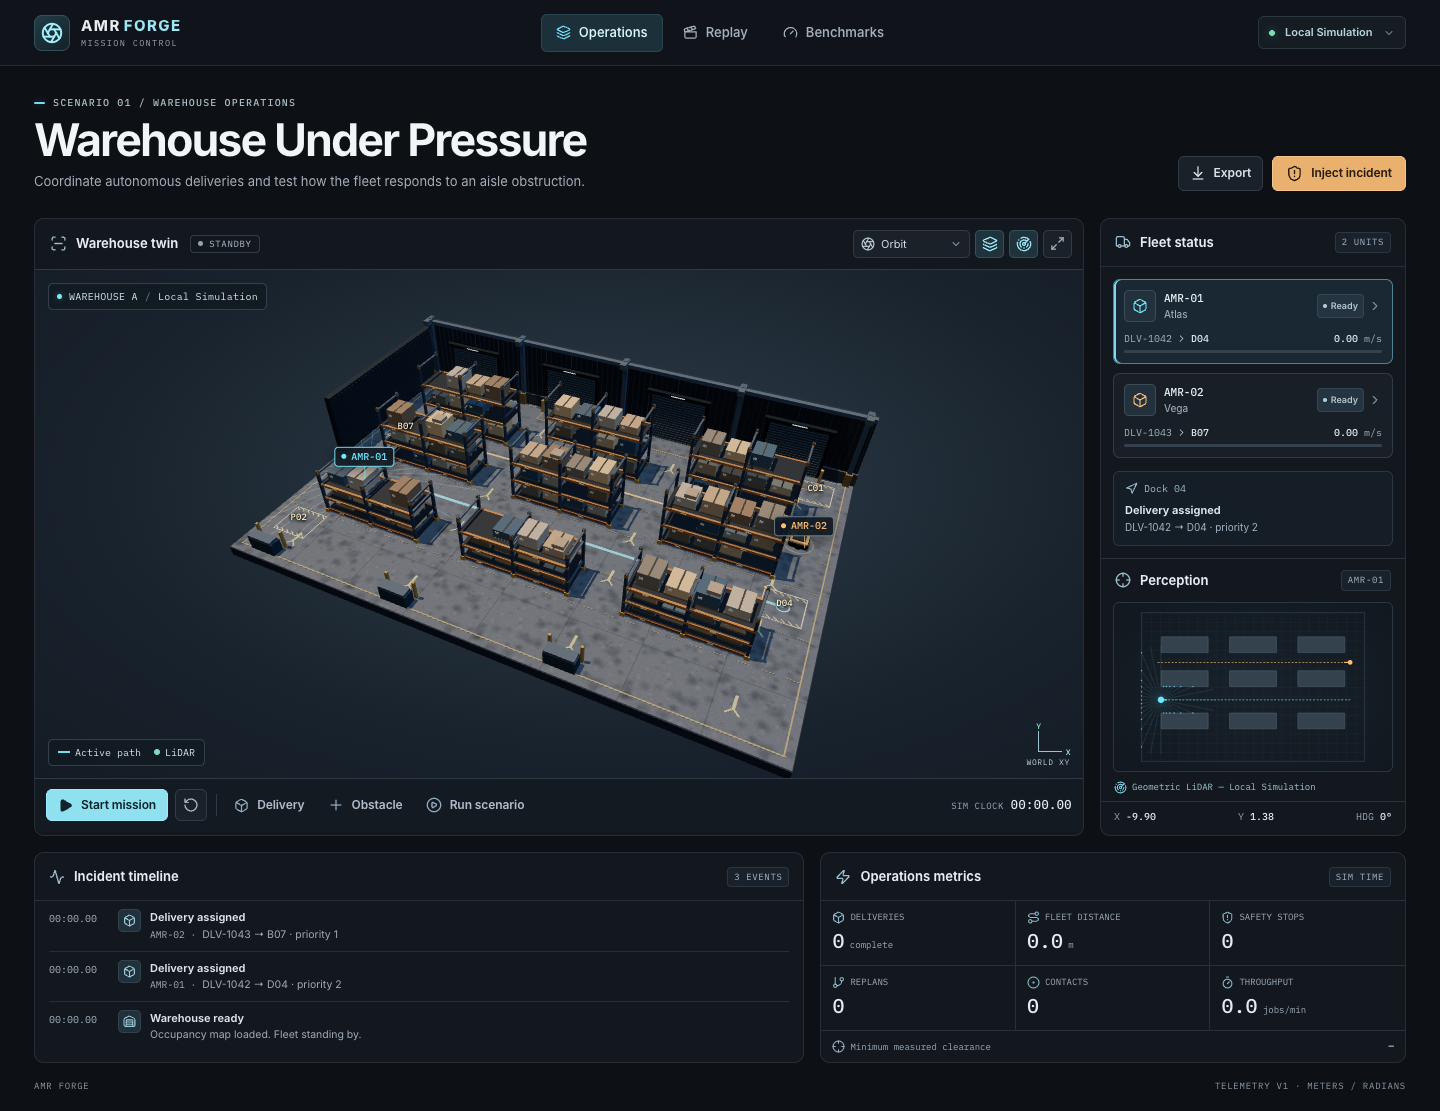 AMR FORGE
MISSION CONTROL
Operations
Replay
Benchmarks
Local Simulation
SCENARIO 01 / WAREHOUSE OPERATIONS
Warehouse Under Pressure
Coordinate autonomous deliveries and test how the fleet responds to an aisle obstruction.
Export
Inject incident
Warehouse twin
STANDBY
Orbit
WAREHOUSE A / Local Simulation
B07
AMR-01
C01
P02
AMR-02
D04
Active path
LiDAR
Y
X
WORLD XY
Start mission
Delivery
Obstacle
Run scenario
SIM CLOCK 00:00.00
Fleet status
2 UNITS
AMR-01
Atlas
Ready
DLV-1042 > D04
0.00 m/s
AMR-02
Vega
Ready
DLV-1043 > B07
0.00 m/s
Dock 04
Delivery assigned
DLV-1042 → D04 · priority 2
Perception
AMR-01
Geometric LiDAR — Local Simulation
X -9.90
Y 1.38
HDG 0°
Incident timeline
3 EVENTS
00:00.00
Delivery assigned
AMR-02 · DLV-1043 → B07 · priority 1
00:00.00
Delivery assigned
AMR-01 · DLV-1042 → D04 · priority 2
00:00.00
Warehouse ready
Occupancy map loaded. Fleet standing by.
Operations metrics
SIM TIME
DELIVERIES
0 complete
FLEET DISTANCE
0.0 m
SAFETY STOPS
0
REPLANS
0
CONTACTS
0
THROUGHPUT
0.0 jobs/min
Minimum measured clearance
–
AMR FORGE
TELEMETRY V1 · METERS / RADIANS